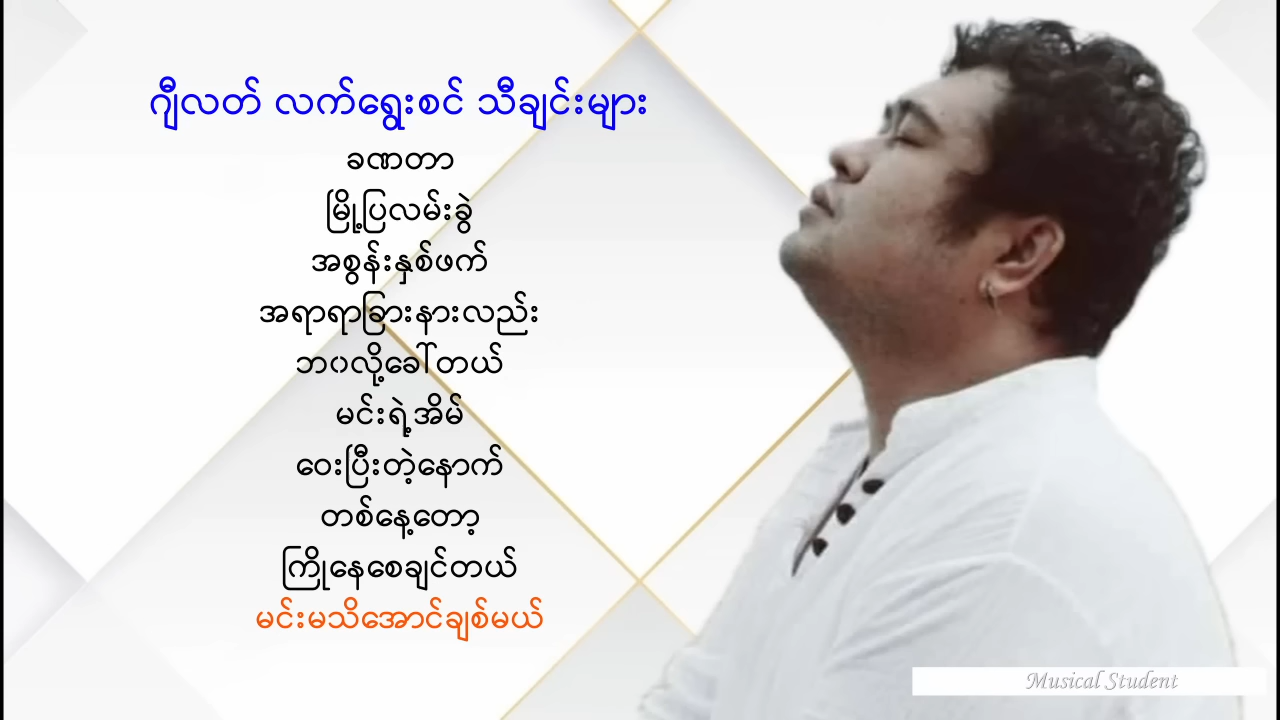 ဂျီလတ် လက်ရွေးစင် သီချင်းများ
ခဏတာ
မြို့ပြလမ်းခွဲ
အစွန်းနှစ်ဖက်
အရာရာခြားနားလည်း
ဘဝလို့ခေါ်တယ်
မင်းရဲ့အိမ်
ဝေးပြီးတဲ့နောက်
တစ်နေ့တော့
ကြိုနေစေချင်တယ်
မင်းမသိအောင်ချစ်မယ်
Musical Student